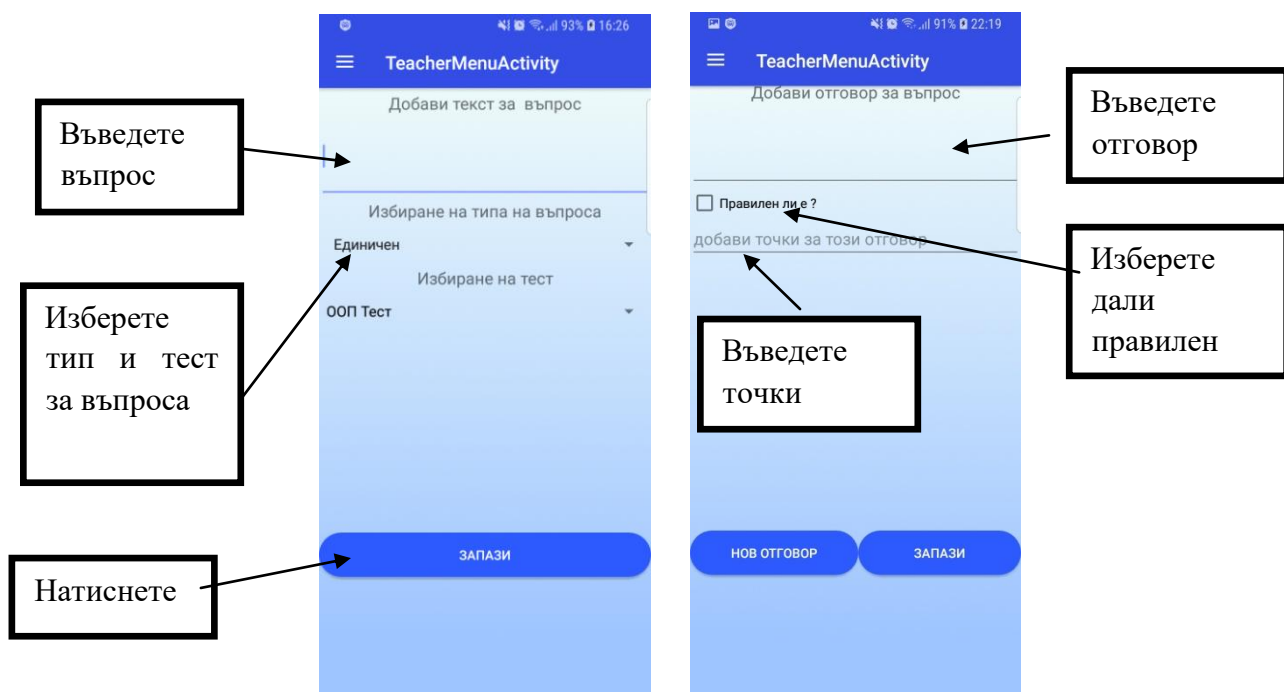 93% 16:26
TeacherMenuActivity
Добави текст за въпрос
Избиране на типа на въпроса
Единичен
Избиране на тест
ООП Тест
ЗАПАЗИ
Въведете
въпрос
Изберете
тип и тест
за въпроса
Натиснете
91% 22:19
TeacherMenuActivity
Добави отговор за въпрос
Правилен ли е ?
добави точки за този отговор
НОВ ОТГОВОР
ЗАПАЗИ
Въведете
точки
Въведете
отговор
Изберете
дали
правилен